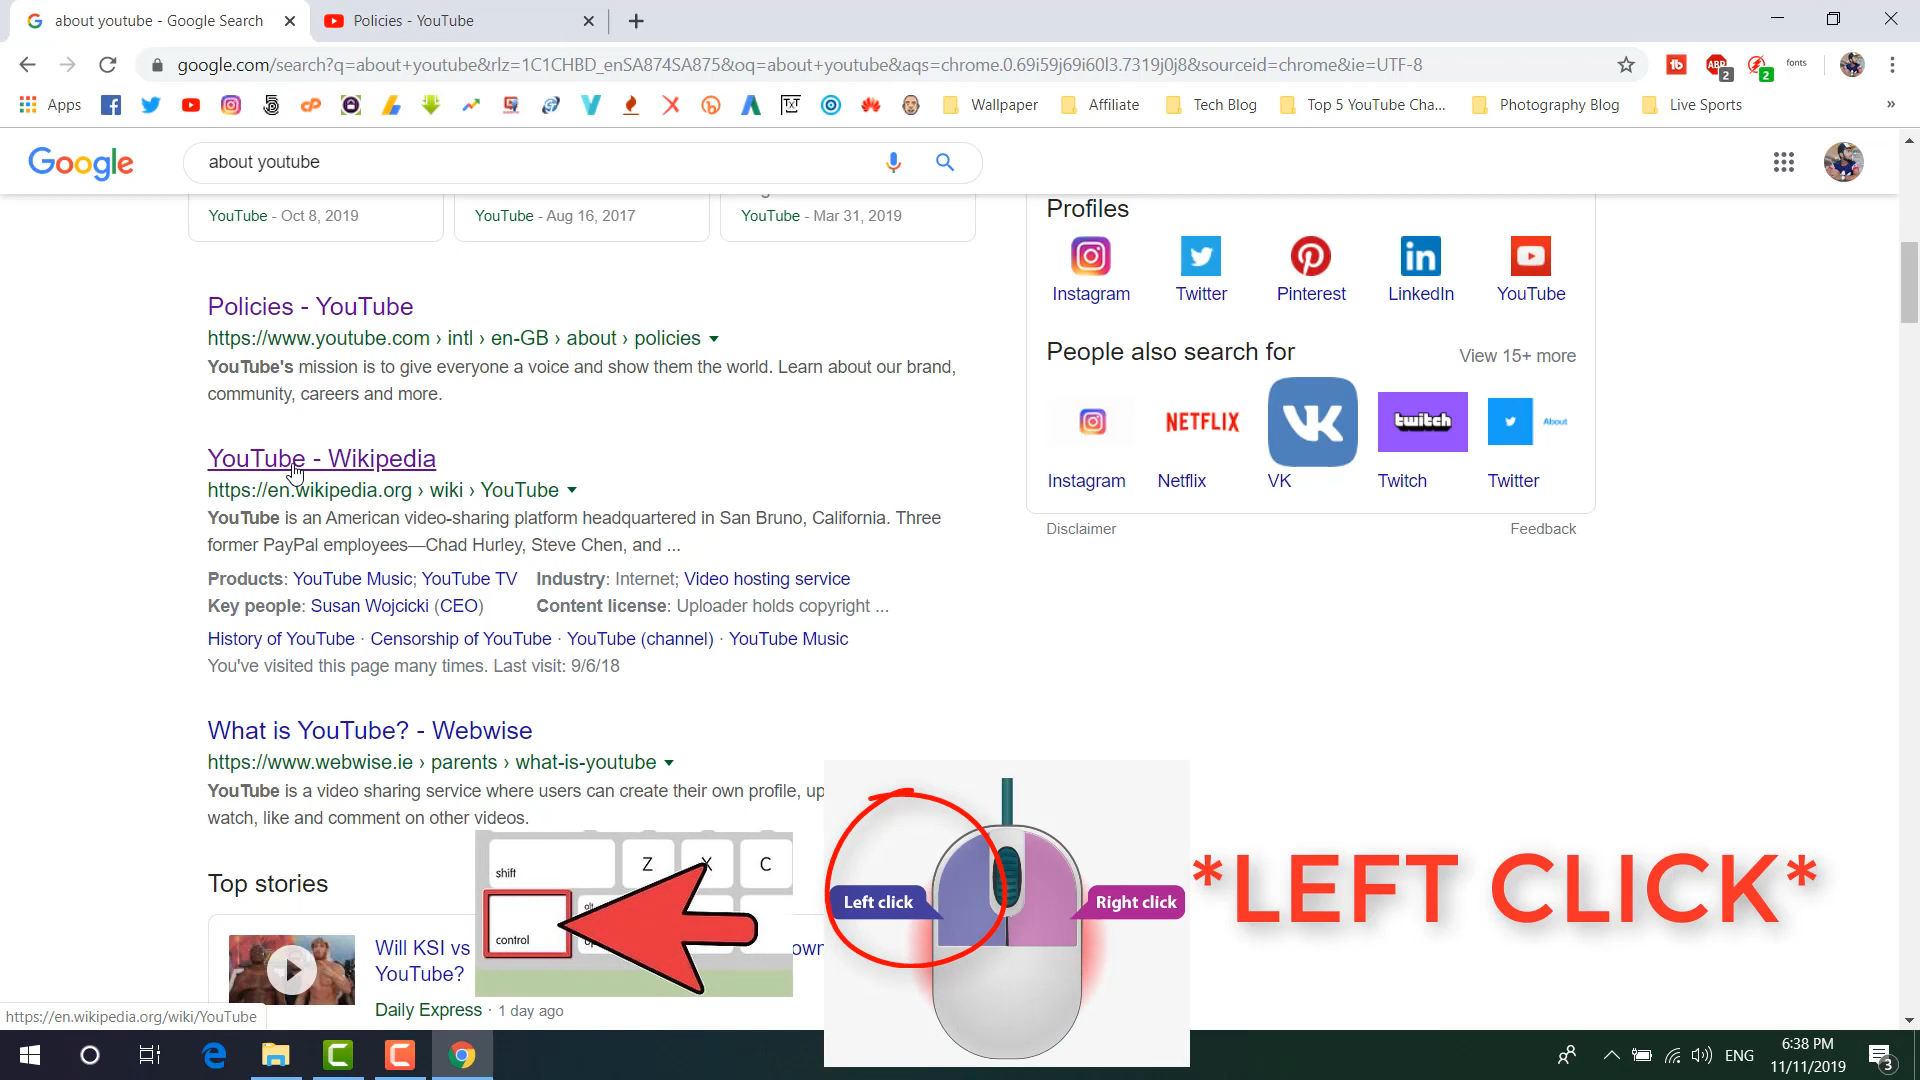 about youtube - Google Search
Policies - YouTube
google.com/search?q=about+youtube&rlz=1C1CHBD_enSA874SA875&oq=about+youtube&aqs=chrome.0.69i59j69i60l3.7319j0j8&sourceid=chrome&ie=UTF-8
ABP
2
2
fonts
Apps
TXT
Wallpaper
Affiliate
Tech Blog
Top 5 YouTube Cha...
Photography Blog
Live Sports
»
Google
about youtube
YouTube - Oct 8, 2019
YouTube - Aug 16, 2017
YouTube - Mar 31, 2019
Policies - YouTube
https://www.youtube.com › intl › en-GB › about › policies
YouTube's mission is to give everyone a voice and show them the world. Learn about our brand,
community, careers and more.
YouTube - Wikipedia
https://en.wikipedia.org › wiki › YouTube
YouTube is an American video-sharing platform headquartered in San Bruno, California. Three
former PayPal employees—Chad Hurley, Steve Chen, and ...
Products: YouTube Music; YouTube TV
Industry: Internet; Video hosting service
Key people: Susan Wojcicki (CEO)
Content license: Uploader holds copyright ...
History of YouTube · Censorship of YouTube · YouTube (channel) · YouTube Music
You've visited this page many times. Last visit: 9/6/18
What is YouTube? - Webwise
https://www.webwise.ie › parents › what-is-youtube
YouTube is a video sharing service where users can create their own profile, up
watch, like and comment on other videos.
Top stories
Will KSI vs
own
YouTube?
Daily Express · 1 day ago
Profiles
Instagram
Twitter
Pinterest
LinkedIn
YouTube
People also search for
View 15+ more
NETFLIX
twitch
About
Instagram
Netflix
VK
Twitch
Twitter
Disclaimer
Feedback
shift
Z
X
C
control
Left click
Right click
*LEFT CLICK*
https://en.wikipedia.org/wiki/YouTube
ENG
6:38 PM
11/11/2019
3